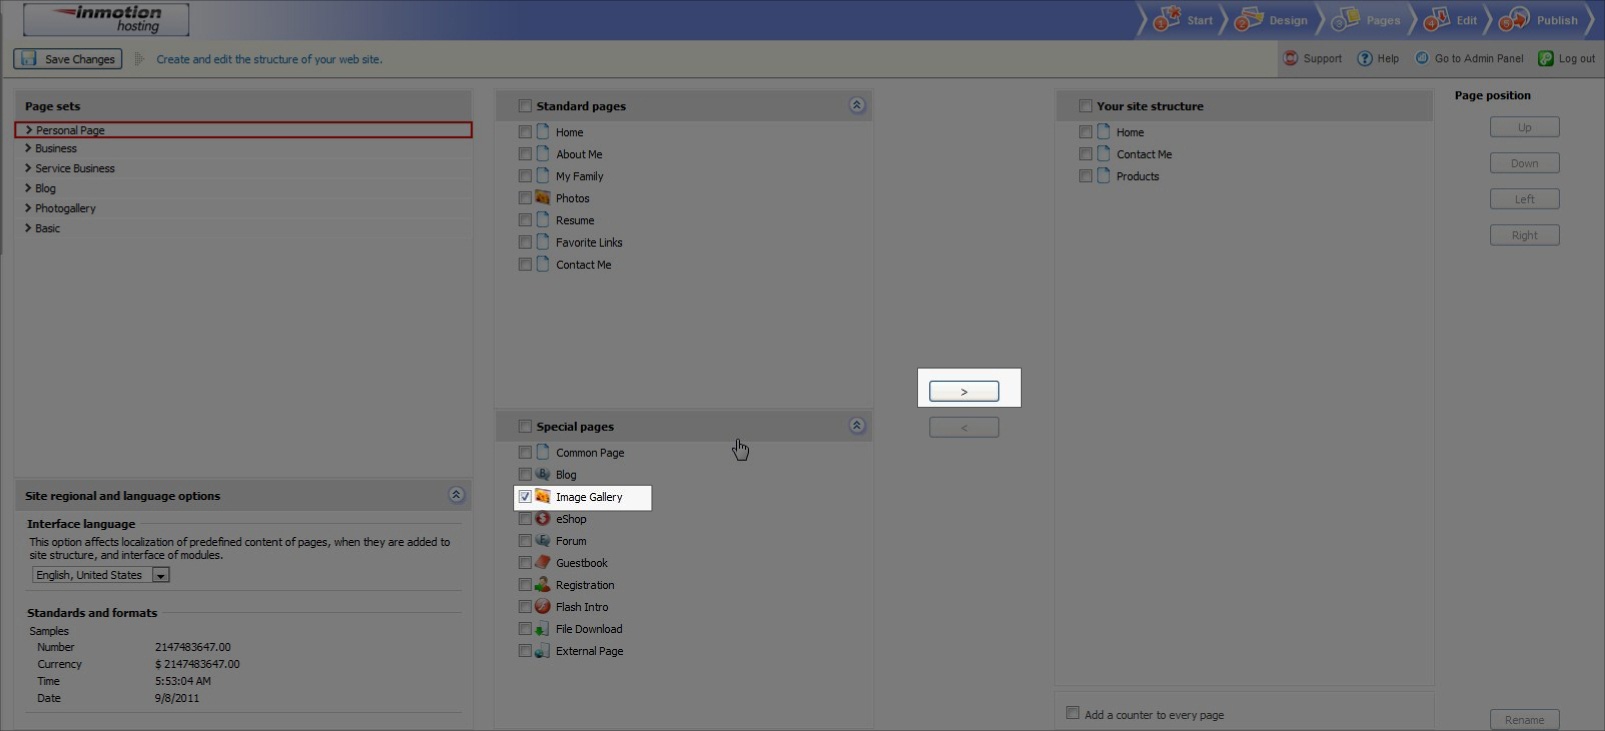 inmotion
hosting
1 Start
2 Design
3 Pages
4 Edit
5 Publish
Save Changes
Create and edit the structure of your web site.
Support
Help
Go to Admin Panel
Log out
Page sets
> Personal Page
> Business
> Service Business
> Blog
> Photogallery
> Basic
Site regional and language options
Interface language
This option affects localization of predefined content of pages, when they are added to
site structure, and interface of modules.
English, United States
Standards and formats
Samples
Number 2147483647.00
Currency $ 2147483647.00
Time 5:53:04 AM
Date 9/8/2011
Standard pages
Home
About Me
My Family
Photos
Resume
Favorite Links
Contact Me
Special pages
Common Page
Blog
Image Gallery
eShop
Forum
Guestbook
Registration
Flash Intro
File Download
External Page
>
<
Your site structure
Home
Contact Me
Products
Add a counter to every page
Page position
Up
Down
Left
Right
Rename